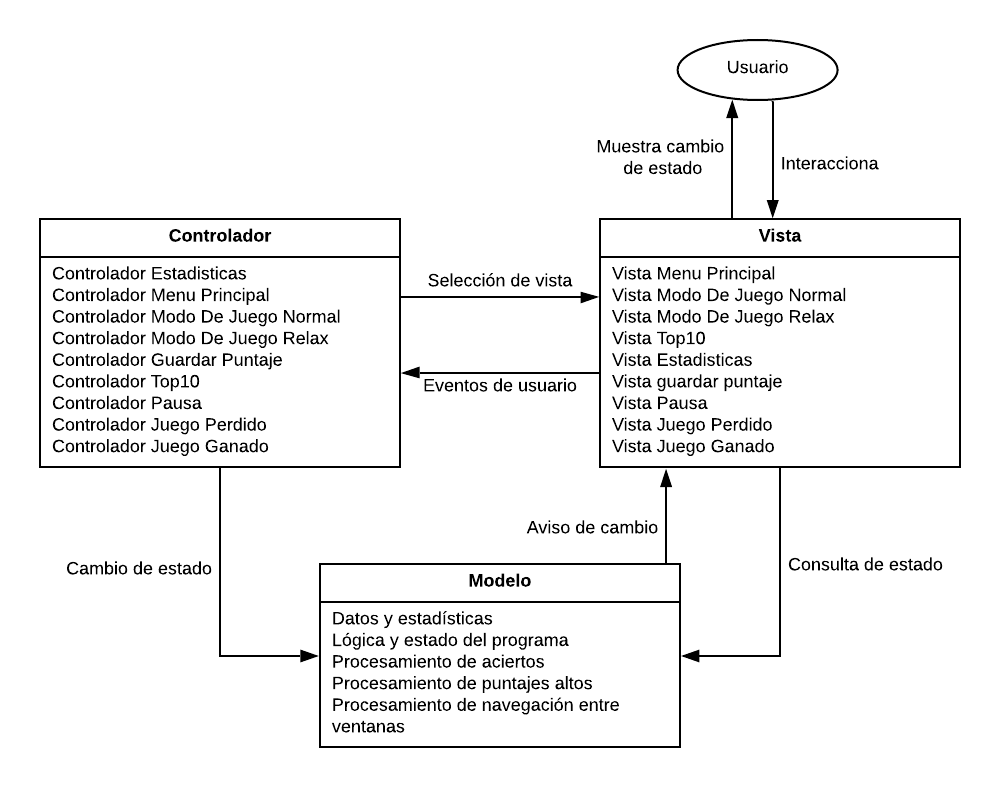 Usuario
Muestra cambio
de estado
Interacciona
Controlador
Controlador Estadisticas
Controlador Menu Principal
Controlador Modo De Juego Normal
Controlador Modo De Juego Relax
Controlador Guardar Puntaje
Controlador Top10
Controlador Pausa
Controlador Juego Perdido
Controlador Juego Ganado
Selección de vista
Eventos de usuario
Vista
Vista Menu Principal
Vista Modo De Juego Normal
Vista Modo De Juego Relax
Vista Top10
Vista Estadisticas
Vista guardar puntaje
Vista Pausa
Vista Juego Perdido
Vista Juego Ganado
Cambio de estado
Aviso de cambio
Consulta de estado
Modelo
Datos y estadísticas
Lógica y estado del programa
Procesamiento de aciertos
Procesamiento de puntajes altos
Procesamiento de navegación entre
ventanas